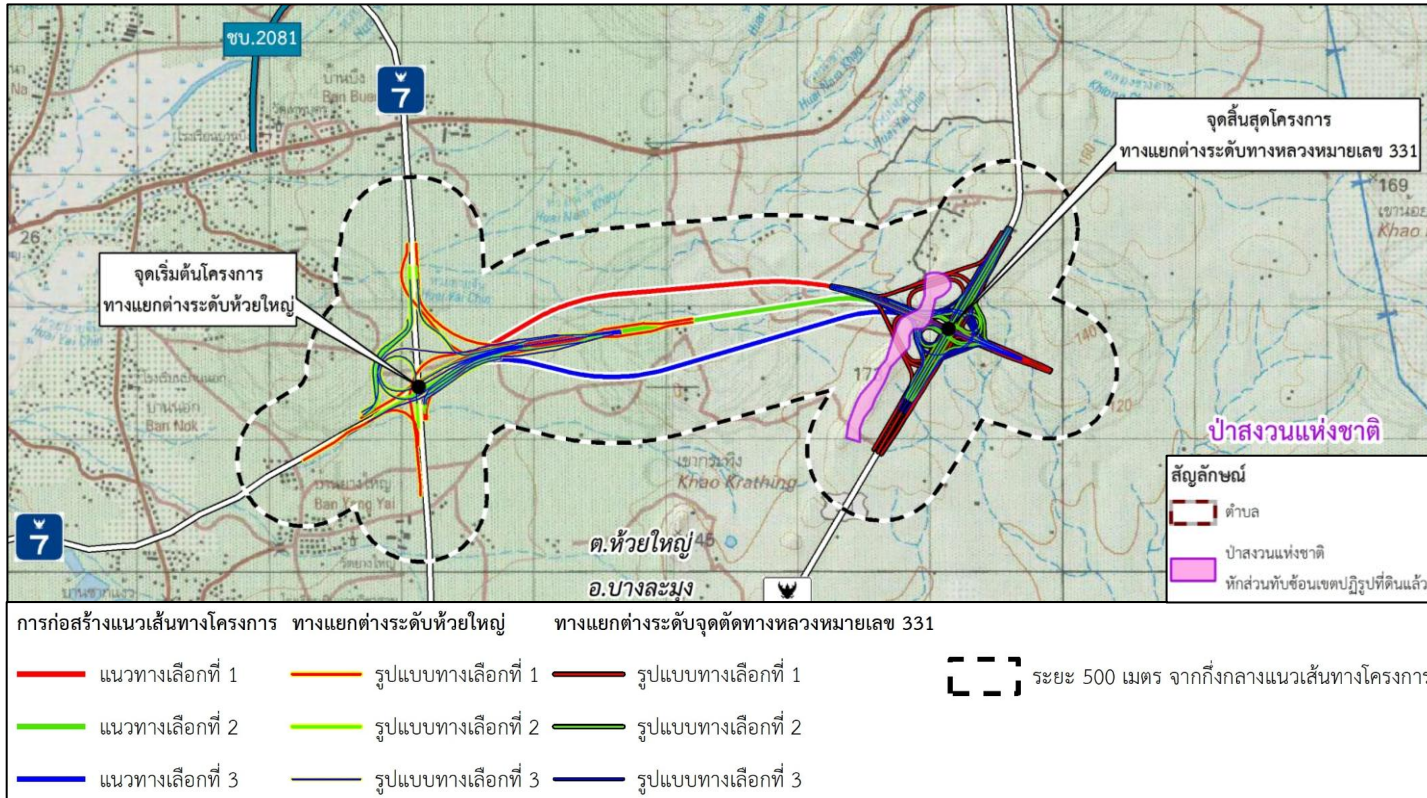 ชบ.2081
7
บ้านบึง
Ban Bueng
Huai Yai Chin
Huai Nam Khao
26
จุดสิ้นสุดโครงการ
ทางแยกต่างระดับทางหลวงหมายเลข 331
169
Khao
180
จุดเริ่มต้นโครงการ
ทางแยกต่างระดับห้วยใหญ่
Huai Yai Chin
140
120
บ้านนอก
Ban Nok
Ban Yang Yai
เขากระทิง
Khao Krathing
7
ต.ห้วยใหญ่
อ.บางละมุง
ป่าสงวนแห่งชาติ
สัญลักษณ์
ตำบล
ป่าสงวนแห่งชาติ
หักส่วนทับซ้อนเขตปฏิรูปที่ดินแล้ว
การก่อสร้างแนวเส้นทางโครงการ ทางแยกต่างระดับห้วยใหญ่ ทางแยกต่างระดับจุดตัดทางหลวงหมายเลข 331
แนวทางเลือกที่ 1 รูปแบบทางเลือกที่ 1 รูปแบบทางเลือกที่ 1 ระยะ 500 เมตร จากกึ่งกลางแนวเส้นทางโครงการ
แนวทางเลือกที่ 2 รูปแบบทางเลือกที่ 2 รูปแบบทางเลือกที่ 2
แนวทางเลือกที่ 3 รูปแบบทางเลือกที่ 3 รูปแบบทางเลือกที่ 3